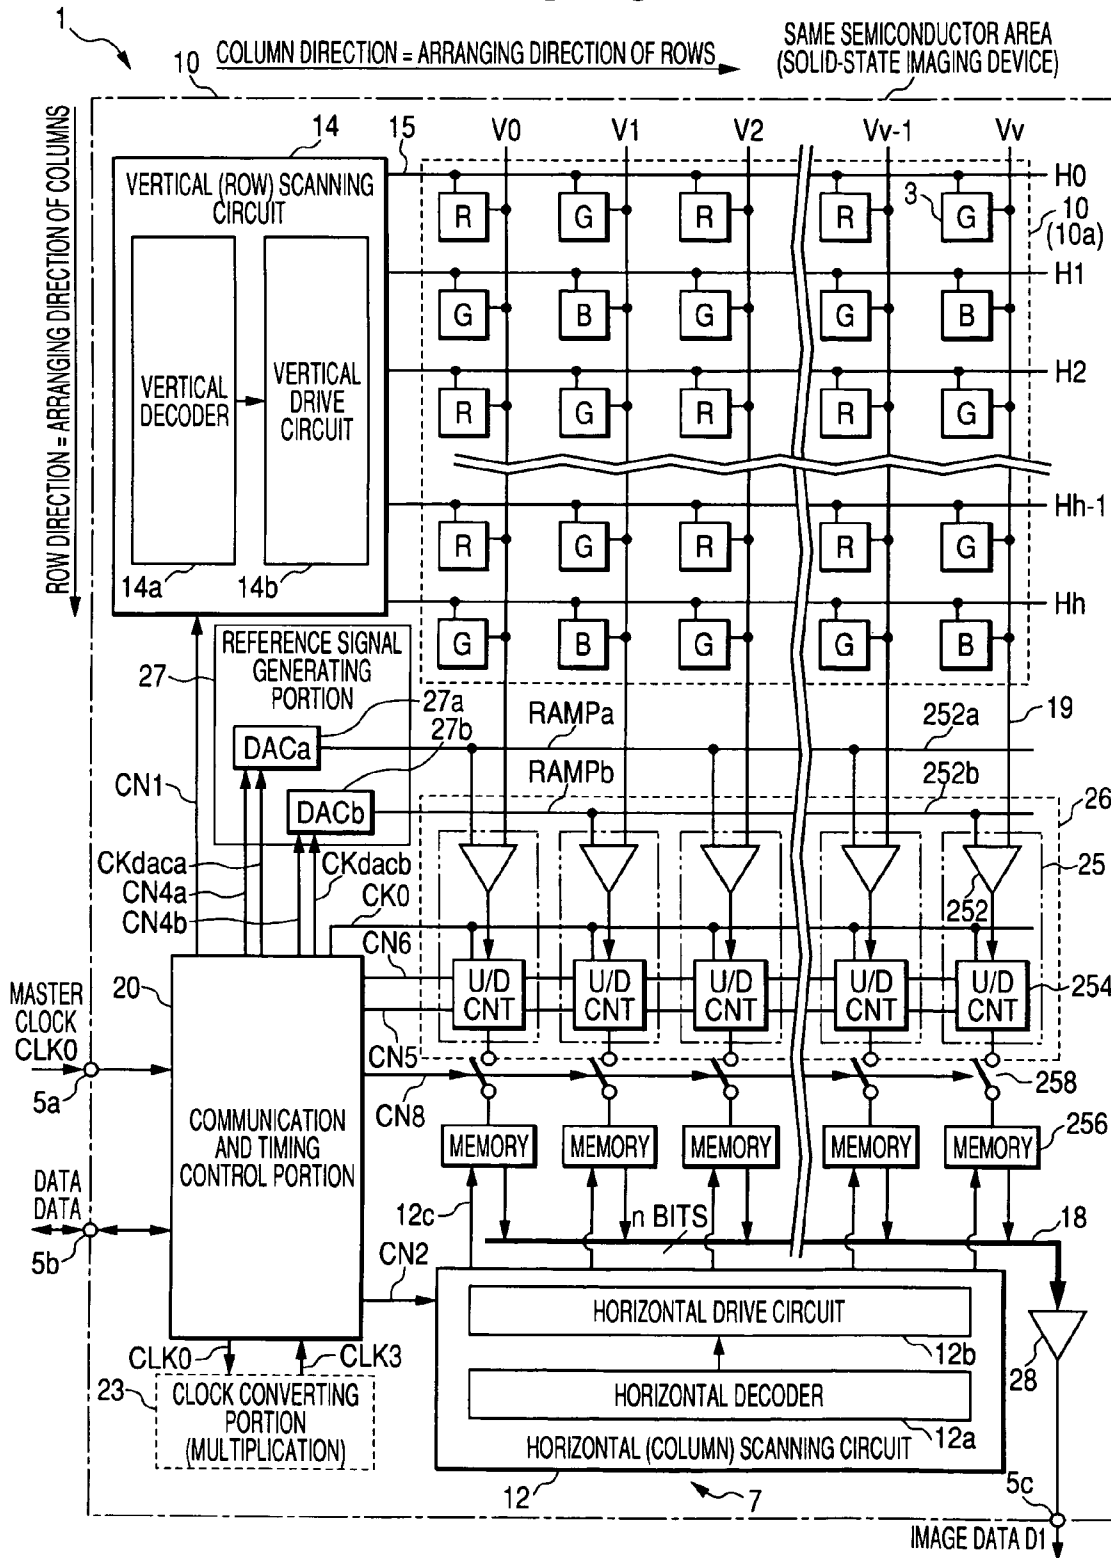 1
COLUMN DIRECTION = ARRANGING DIRECTION OF ROWS
SAME SEMICONDUCTOR AREA
(SOLID-STATE IMAGING DEVICE)
10
ROW DIRECTION = ARRANGING DIRECTION OF COLUMNS
14
15
V0 V1 V2 Vv-1 Vv
VERTICAL (ROW) SCANNING
CIRCUIT
VERTICAL
DECODER
VERTICAL
DRIVE
CIRCUIT
14a 14b
H0
R G R R 3 G
10
(10a)
H1
G B G G B
H2
R G R R G
Hh-1
R G R R G
Hh
G B G G B
REFERENCE SIGNAL
GENERATING
PORTION
27
27a
27b
DACa
DACb
RAMPa
RAMPb
252a
252b
19
26
25
252
CN1
CKdaca
CN4a
CN4b
CKdacb
CK0
CN6
U/D
CNT
U/D
CNT
U/D
CNT
U/D
CNT
U/D
CNT
254
CN5
CN8
258
20
MASTER
CLOCK
CLK0
5a
COMMUNICATION
AND TIMING
CONTROL PORTION
DATA
DATA
5b
MEMORY MEMORY MEMORY MEMORY MEMORY
256
12c
n BITS
18
CN2
HORIZONTAL DRIVE CIRCUIT
12b
HORIZONTAL DECODER
12a
HORIZONTAL (COLUMN) SCANNING CIRCUIT
12
7
28
CLK0 CLK3
23
CLOCK CONVERTING
PORTION
(MULTIPLICATION)
5c
IMAGE DATA D1